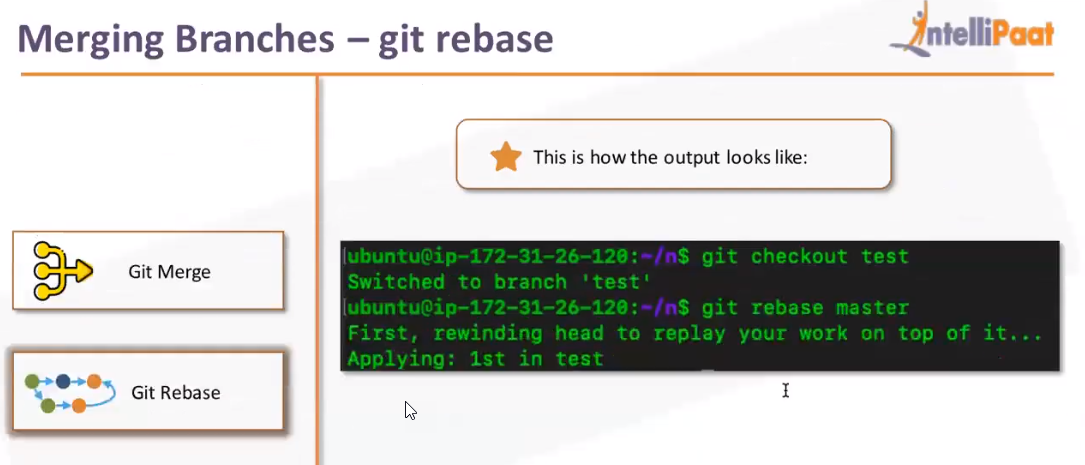 Merging Branches – git rebase
IntelliPaat
This is how the output looks like:
Git Merge
Git Rebase
ubuntu@ip-172-31-26-120:~/n$ git checkout test
Switched to branch 'test'
ubuntu@ip-172-31-26-120:~/n$ git rebase master
First, rewinding head to replay your work on top of it...
Applying: 1st in test